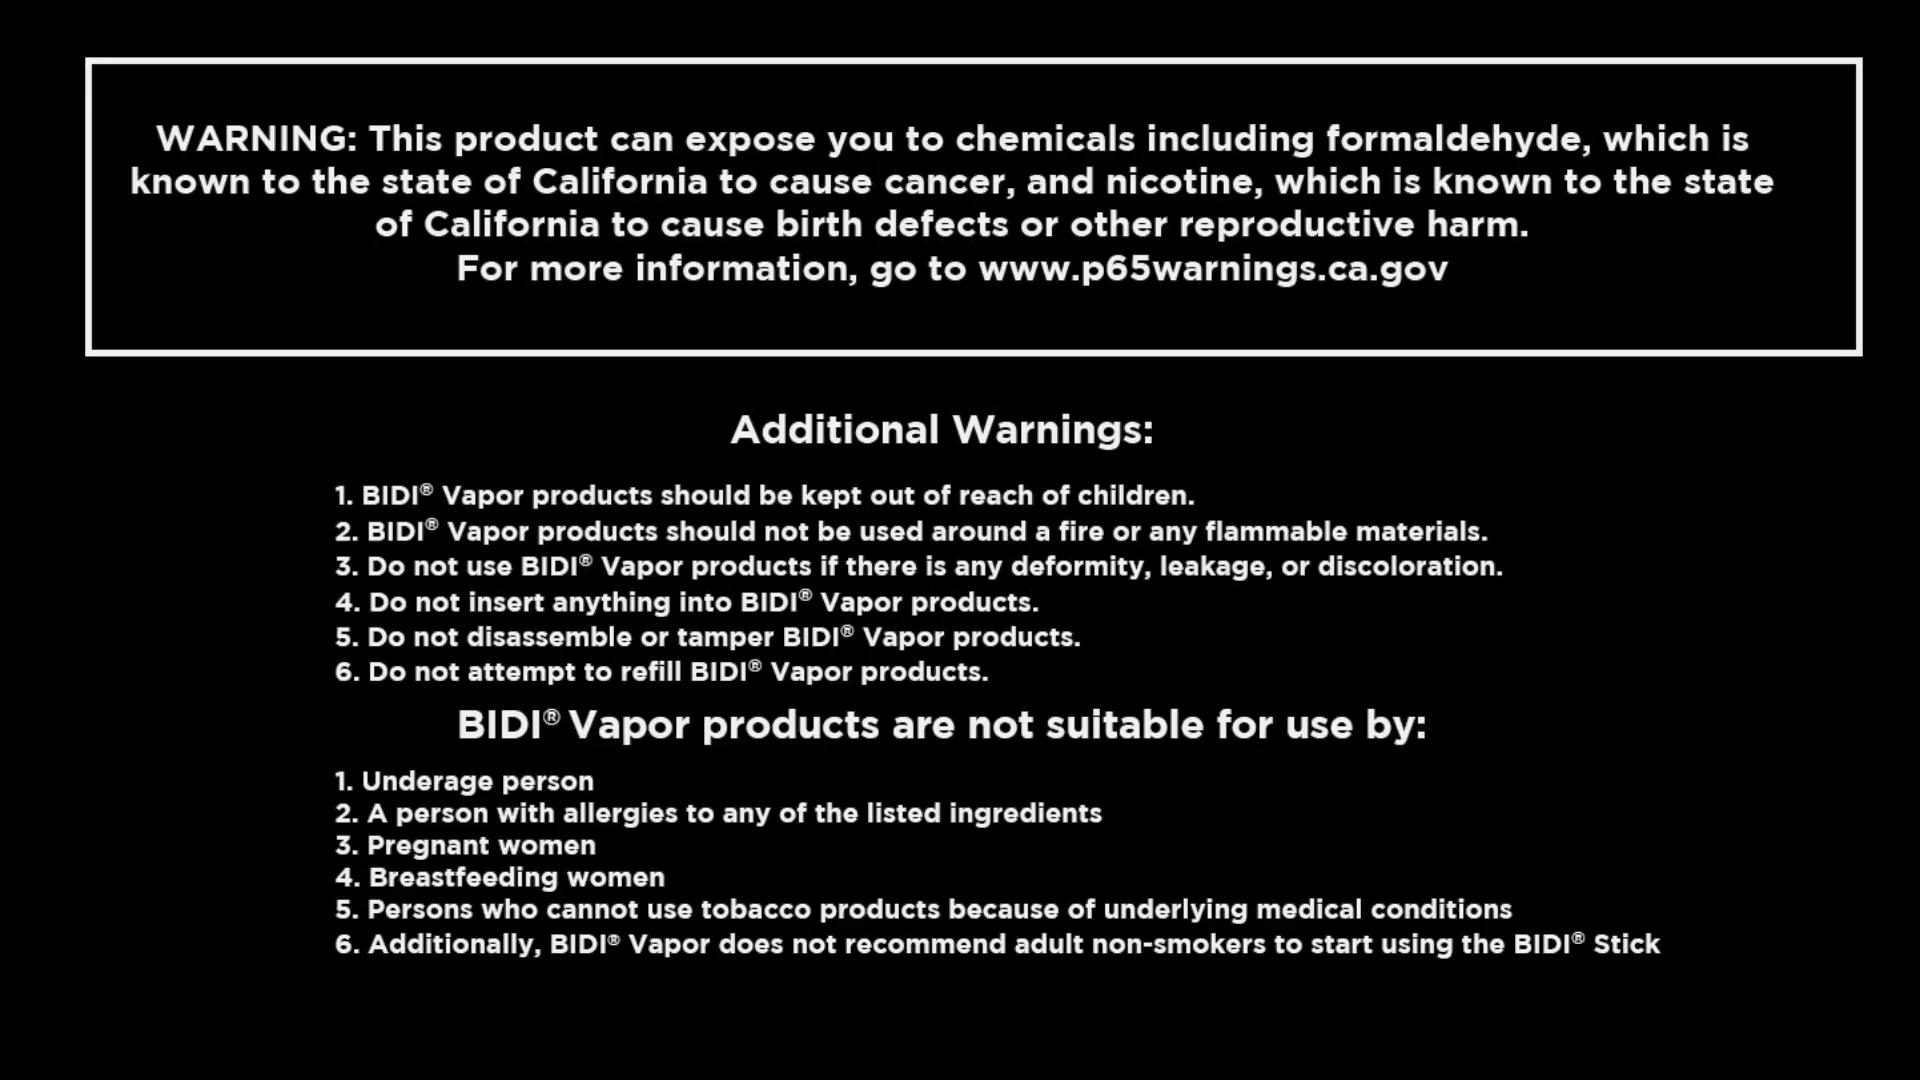 WARNING: This product can expose you to chemicals including formaldehyde, which is
known to the state of California to cause cancer, and nicotine, which is known to the state
of California to cause birth defects or other reproductive harm.
For more information, go to www.p65warnings.ca.gov
Additional Warnings:
1. BIDI® Vapor products should be kept out of reach of children.
2. BIDI® Vapor products should not be used around a fire or any flammable materials.
3. Do not use BIDI® Vapor products if there is any deformity, leakage, or discoloration.
4. Do not insert anything into BIDI® Vapor products.
5. Do not disassemble or tamper BIDI® Vapor products.
6. Do not attempt to refill BIDI® Vapor products.
BIDI® Vapor products are not suitable for use by:
1. Underage person
2. A person with allergies to any of the listed ingredients
3. Pregnant women
4. Breastfeeding women
5. Persons who cannot use tobacco products because of underlying medical conditions
6. Additionally, BIDI® Vapor does not recommend adult non-smokers to start using the BIDI® Stick